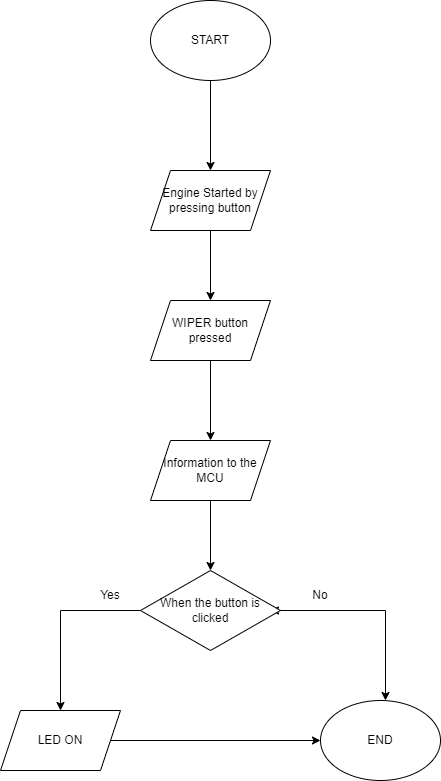 START
Engine Started by
pressing button
WIPER button
pressed
Information to the
MCU
When the button is
clicked
Yes
No
LED ON
END